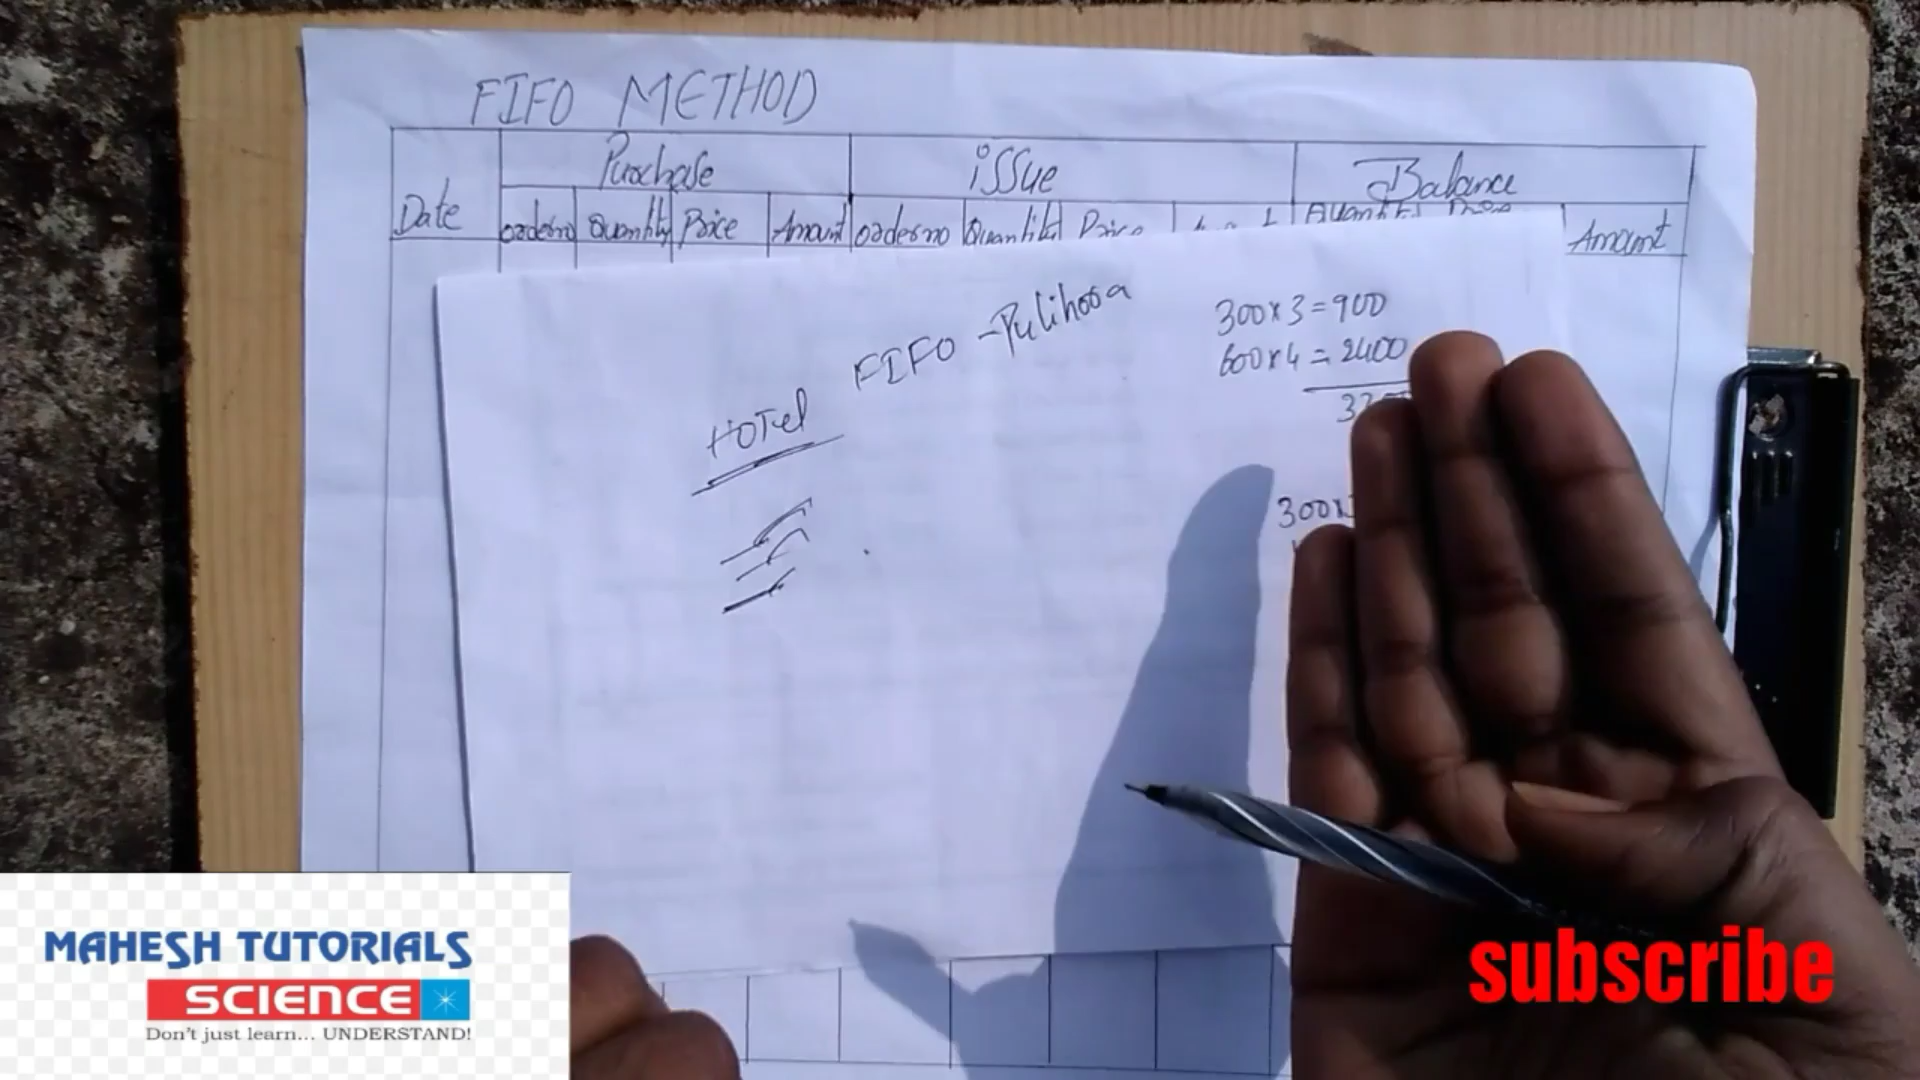 FIFO METHOD
Purchase issue Balance
Date orderno Quantity Price Amount orderno Quantity Price Amount
FIFO - Pulihora
HOTel
300x3=900
600x4=2400
300x
MAHESH TUTORIALS
SCIENCE
Don't just learn... UNDERSTAND!
subscribe